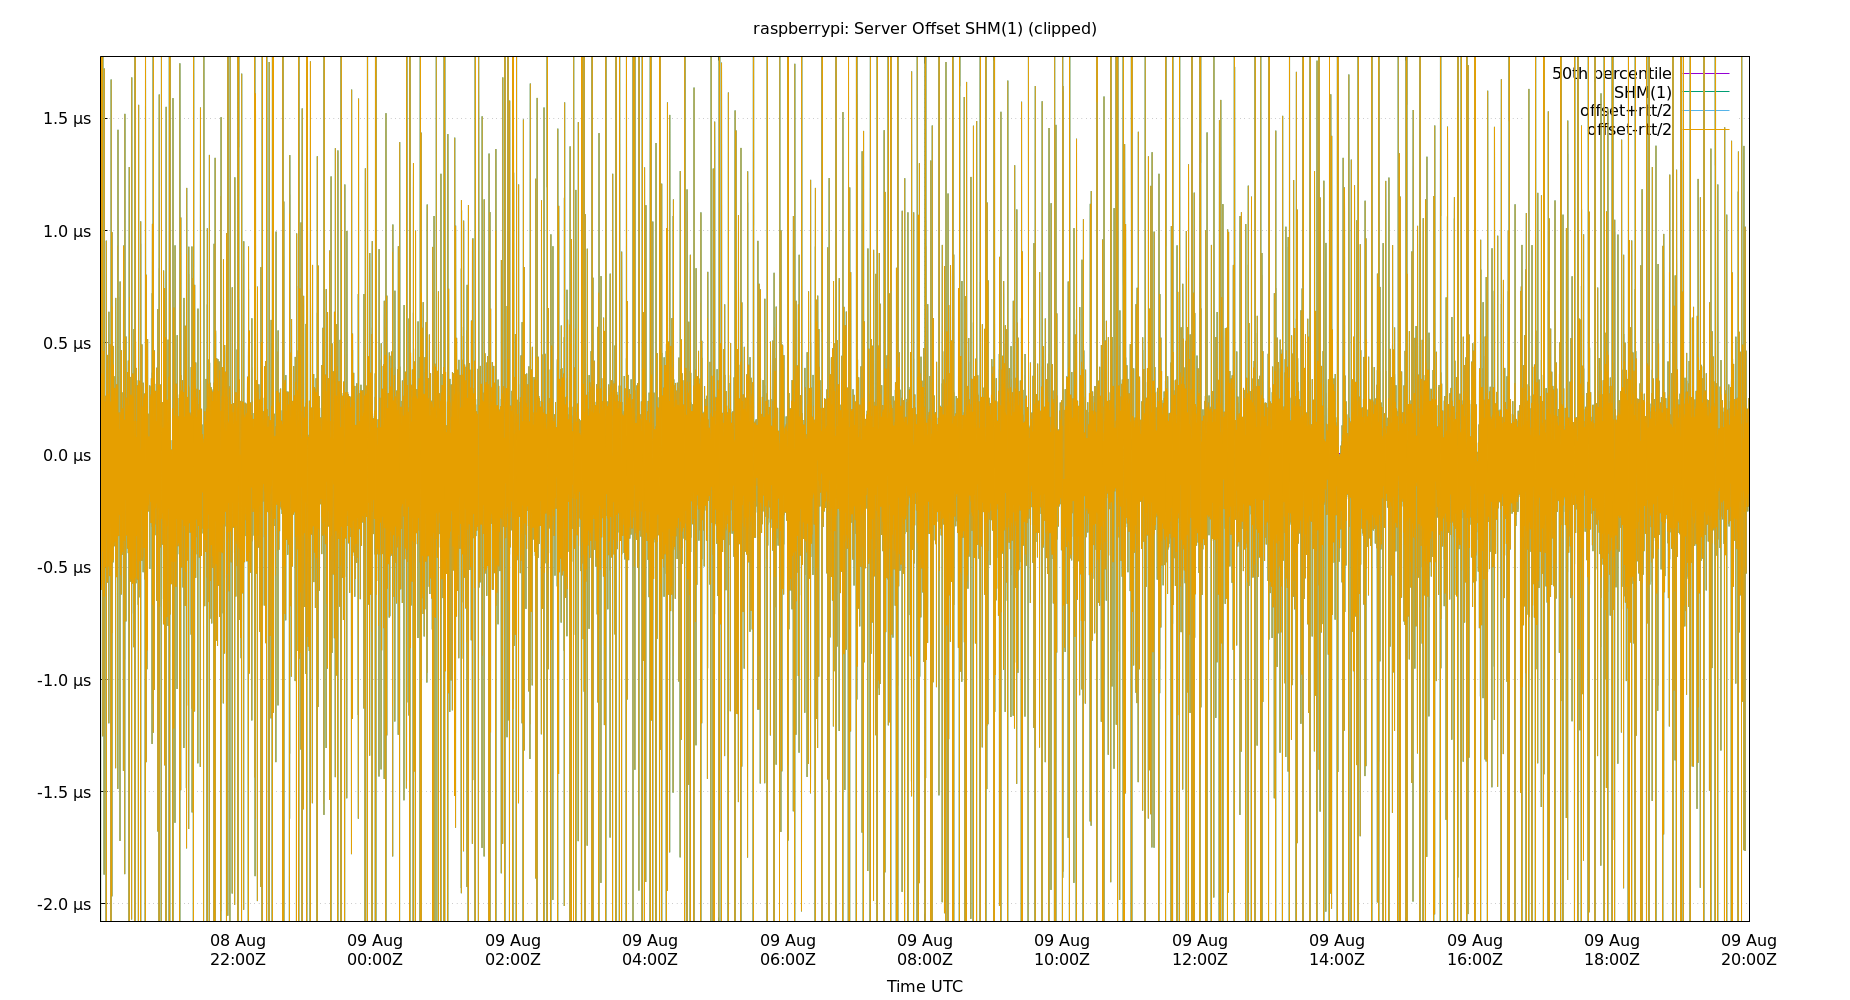 raspberrypi: Server Offset SHM(1) (clipped)
50th percentile
SHM(1)
offset+rtt/2
offset-rtt/2
1.5 µs
1.0 µs
0.5 µs
0.0 µs
-0.5 µs
-1.0 µs
-1.5 µs
-2.0 µs
08 Aug 09 Aug 09 Aug 09 Aug 09 Aug 09 Aug 09 Aug 09 Aug 09 Aug 09 Aug 09 Aug 09 Aug
22:00Z 00:00Z 02:00Z 04:00Z 06:00Z 08:00Z 10:00Z 12:00Z 14:00Z 16:00Z 18:00Z 20:00Z
Time UTC